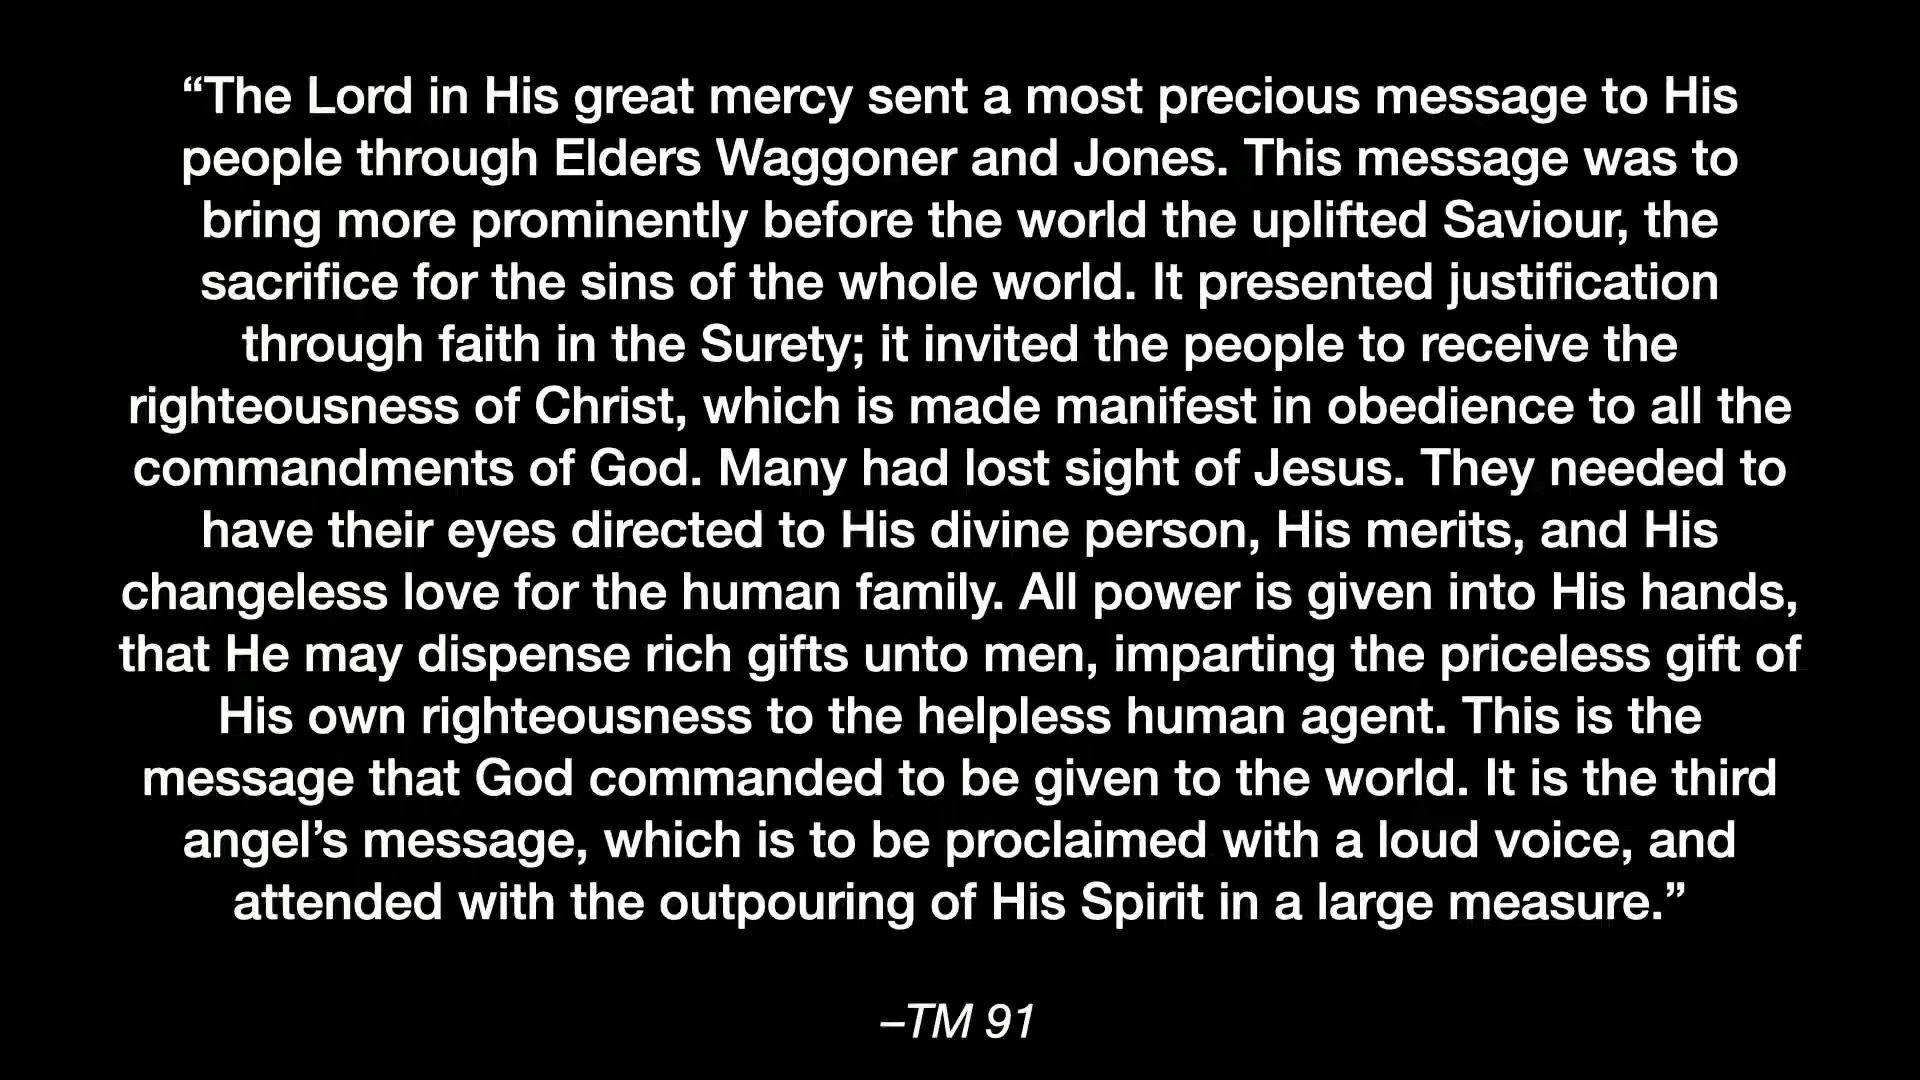 “The Lord in His great mercy sent a most precious message to His
people through Elders Waggoner and Jones. This message was to
bring more prominently before the world the uplifted Saviour, the
sacrifice for the sins of the whole world. It presented justification
through faith in the Surety; it invited the people to receive the
righteousness of Christ, which is made manifest in obedience to all the
commandments of God. Many had lost sight of Jesus. They needed to
have their eyes directed to His divine person, His merits, and His
changeless love for the human family. All power is given into His hands,
that He may dispense rich gifts unto men, imparting the priceless gift of
His own righteousness to the helpless human agent. This is the
message that God commanded to be given to the world. It is the third
angel’s message, which is to be proclaimed with a loud voice, and
attended with the outpouring of His Spirit in a large measure.”
–TM 91